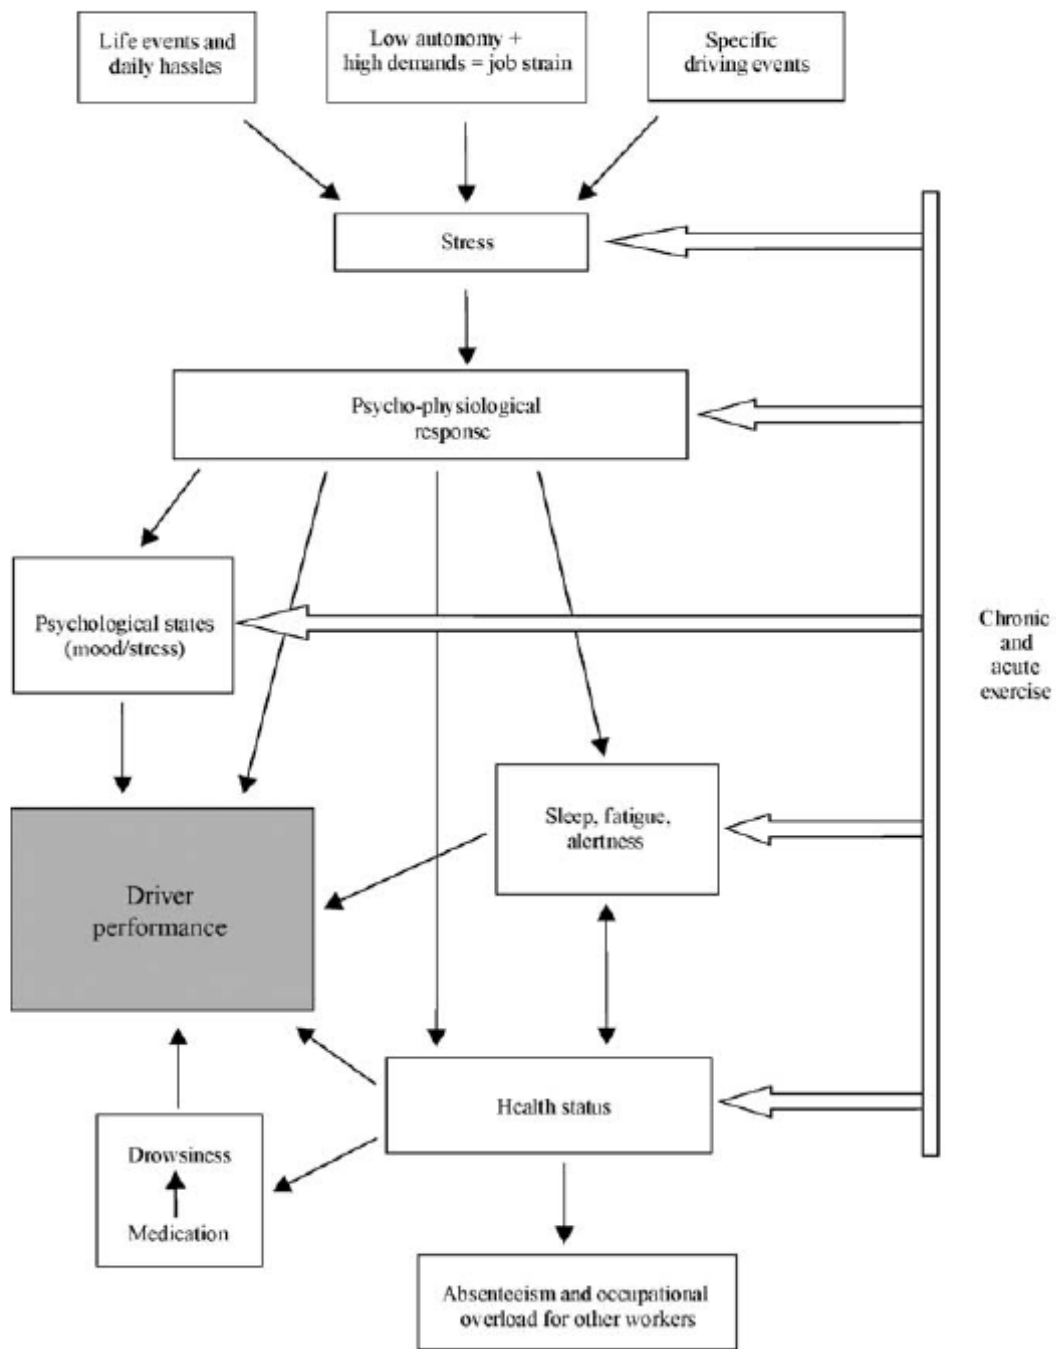 Life events and
daily hassles
Low autonomy +
high demands = job strain
Specific
driving events
Stress
Psycho-physiological
response
Psychological states
(mood/stress)
Chronic
and
acute
exercise
Sleep, fatigue,
alertness
Driver
performance
Health status
Drowsiness
Medication
Absenteeism and occupational
overload for other workers